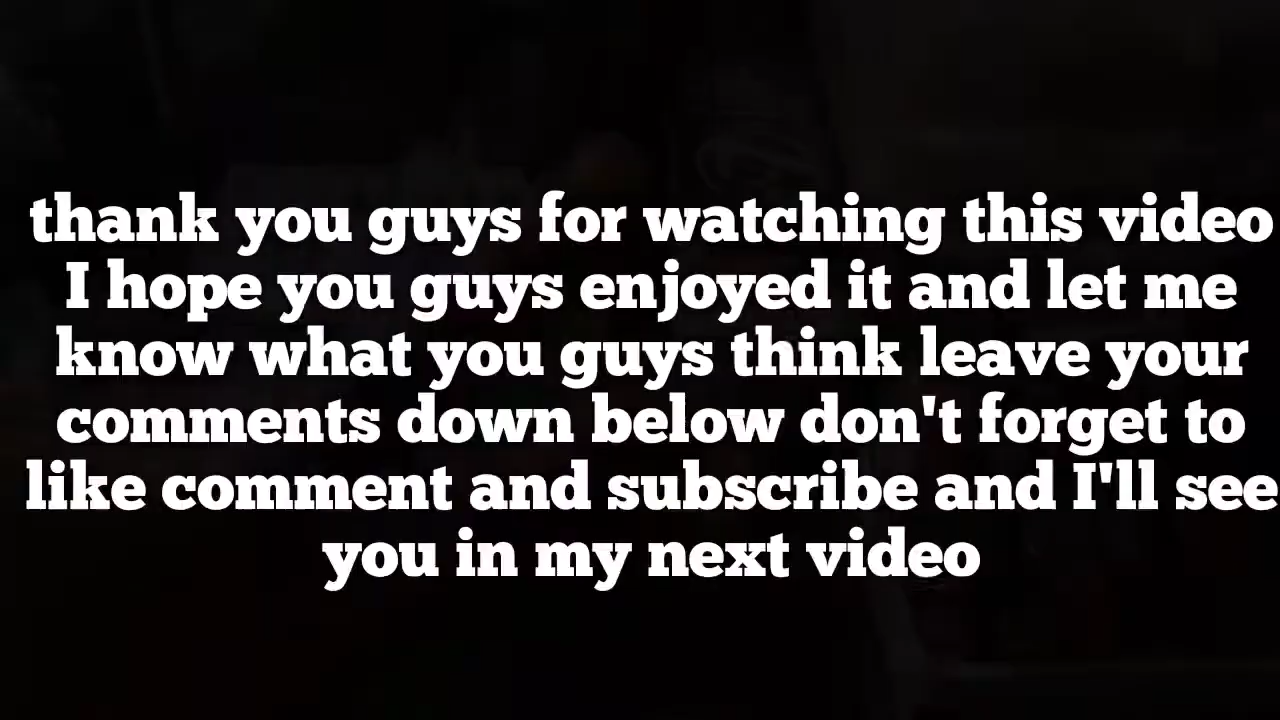 thank you guys for watching this video
I hope you guys enjoyed it and let me
know what you guys think leave your
comments down below don't forget to
like comment and subscribe and I'll see
you in my next video